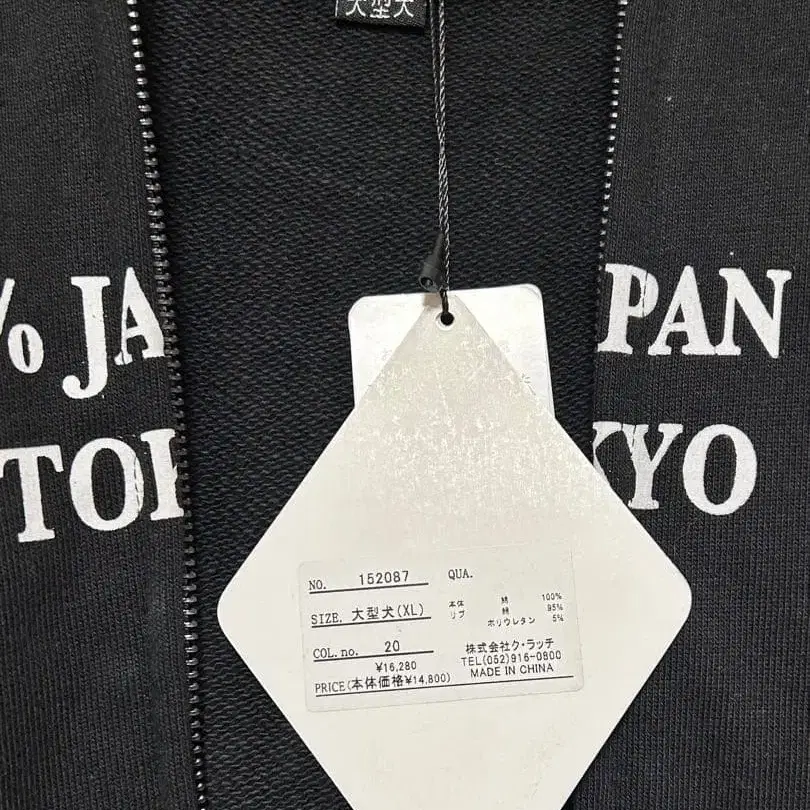 大型犬
% JA PAN
TOK KYO
NO. 152087 QUA.
SIZE. 大型犬(XL)
本体 綿 100%
リブ 綿 95%
ポリウレタン 5%
COL.no. 20
¥16,280
PRICE(本体価格¥14,800)
株式会社ク・ラッチ
TEL(052)916-0800
MADE IN CHINA